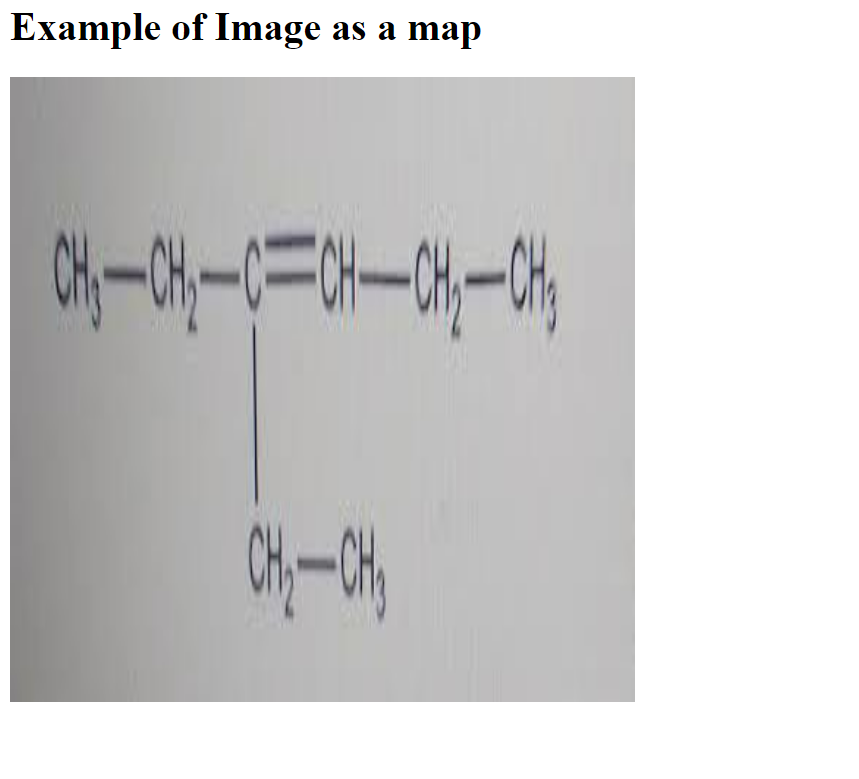 Example of Image as a map
CH₃—CH₂—C=CH—CH₂—CH₃
CH₂—CH₃